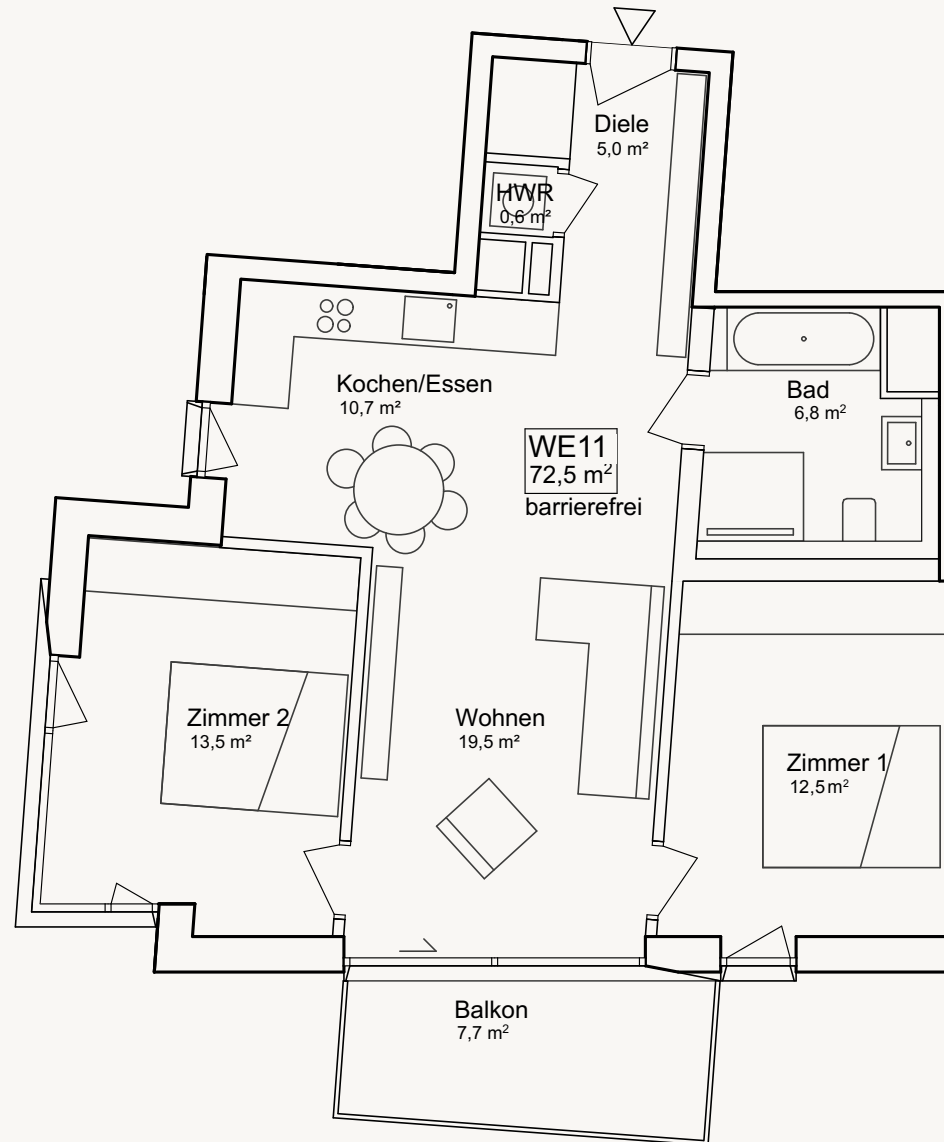 Diele
5,0 m²
HWR
0,6 m²
Kochen/Essen
10,7 m²
Bad
6,8 m²
WE11
72,5 m²
barrierefrei
Zimmer 2
13,5 m²
Wohnen
19,5 m²
Zimmer 1
12,5 m²
Balkon
7,7 m²